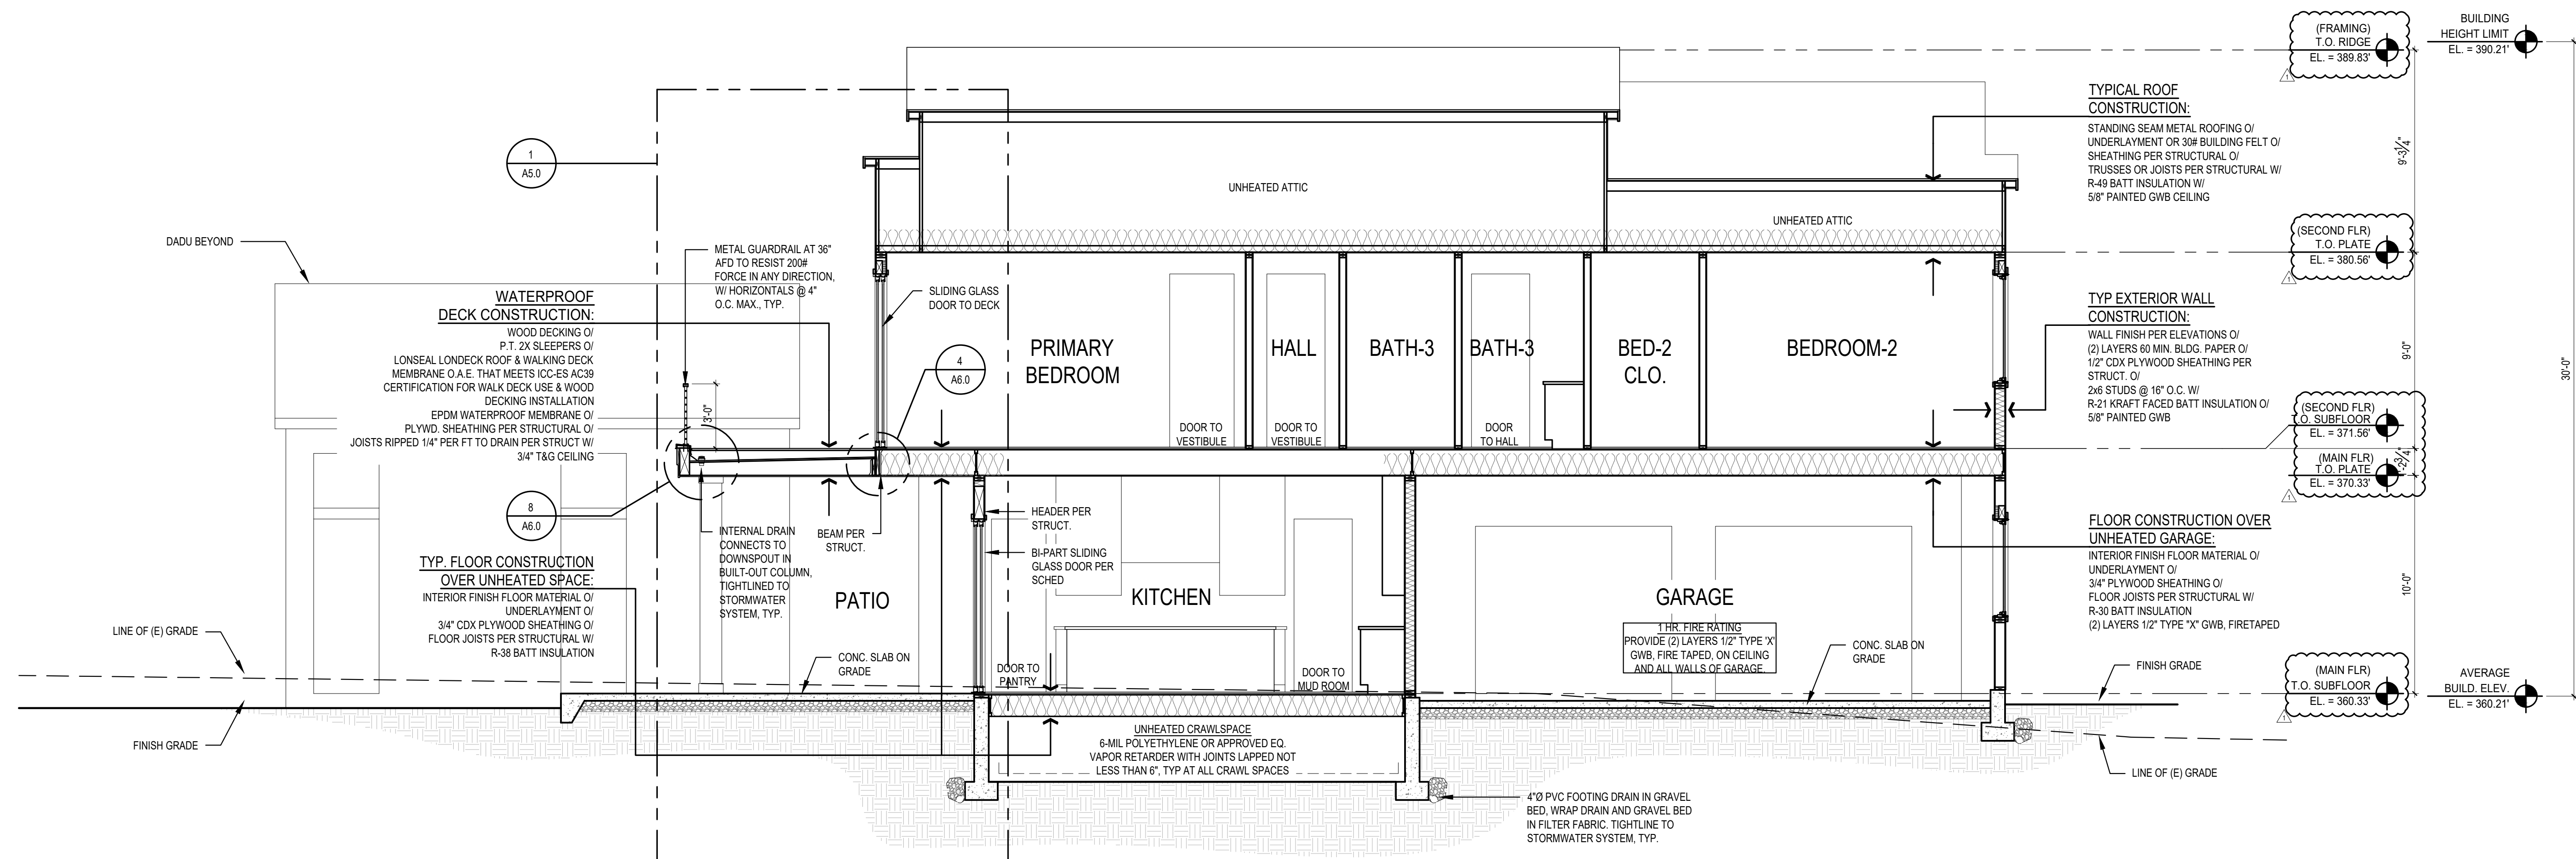 (FRAMING)
T.O. RIDGE
EL. = 389.83'
1
BUILDING
HEIGHT LIMIT
EL. = 390.21'
TYPICAL ROOF
CONSTRUCTION:
STANDING SEAM METAL ROOFING O/
UNDERLAYMENT OR 30# BUILDING FELT O/
SHEATHING PER STRUCTURAL O/
TRUSSES OR JOISTS PER STRUCTURAL W/
R-49 BATT INSULATION W/
5/8" PAINTED GWB CEILING
9'-3 1/4"
1
A5.0
UNHEATED ATTIC
UNHEATED ATTIC
DADU BEYOND
METAL GUARDRAIL AT 36"
AFD TO RESIST 200#
FORCE IN ANY DIRECTION,
W/ HORIZONTALS @ 4"
O.C. MAX., TYP.
(SECOND FLR)
T.O. PLATE
EL. = 380.56'
1
WATERPROOF
DECK CONSTRUCTION:
WOOD DECKING O/
P.T. 2X SLEEPERS O/
LONSEAL LONDECK ROOF & WALKING DECK
MEMBRANE O.A.E. THAT MEETS ICC-ES AC39
CERTIFICATION FOR WALK DECK USE & WOOD
DECKING INSTALLATION
EPDM WATERPROOF MEMBRANE O/
PLYWD. SHEATHING PER STRUCTURAL O/
JOISTS RIPPED 1/4" PER FT TO DRAIN PER STRUCT W/
3/4" T&G CEILING
SLIDING GLASS
DOOR TO DECK
3'-0"
4
A6.0
PRIMARY
BEDROOM
HALL
BATH-3
BATH-3
BED-2
CLO.
BEDROOM-2
DOOR TO
VESTIBULE
DOOR TO
VESTIBULE
DOOR
TO HALL
TYP EXTERIOR WALL
CONSTRUCTION:
WALL FINISH PER ELEVATIONS O/
(2) LAYERS 60 MIN. BLDG. PAPER O/
1/2" CDX PLYWOOD SHEATHING PER
STRUCT. O/
2x6 STUDS @ 16" O.C. W/
R-21 KRAFT FACED BATT INSULATION O/
5/8" PAINTED GWB
9'-0"
30'-0"
(SECOND FLR)
T.O. SUBFLOOR
EL. = 371.56'
(MAIN FLR)
T.O. PLATE
EL. = 370.33'
1
1'-2 3/4"
8
A6.0
INTERNAL DRAIN
CONNECTS TO
DOWNSPOUT IN
BUILT-OUT COLUMN,
TIGHTLINED TO
STORMWATER
SYSTEM, TYP.
BEAM PER
STRUCT.
HEADER PER
STRUCT.
BI-PART SLIDING
GLASS DOOR PER
SCHED
TYP. FLOOR CONSTRUCTION
OVER UNHEATED SPACE:
INTERIOR FINISH FLOOR MATERIAL O/
UNDERLAYMENT O/
3/4" CDX PLYWOOD SHEATHING O/
FLOOR JOISTS PER STRUCTURAL W/
R-38 BATT INSULATION
PATIO
KITCHEN
GARAGE
1 HR. FIRE RATING
PROVIDE (2) LAYERS 1/2" TYPE 'X'
GWB, FIRE TAPED, ON CEILING
AND ALL WALLS OF GARAGE.
FLOOR CONSTRUCTION OVER
UNHEATED GARAGE:
INTERIOR FINISH FLOOR MATERIAL O/
UNDERLAYMENT O/
3/4" PLYWOOD SHEATHING O/
FLOOR JOISTS PER STRUCTURAL W/
R-30 BATT INSULATION
(2) LAYERS 1/2" TYPE "X" GWB, FIRETAPED
10'-0"
LINE OF (E) GRADE
CONC. SLAB ON
GRADE
DOOR TO
PANTRY
DOOR TO
MUD ROOM
CONC. SLAB ON
GRADE
FINISH GRADE
(MAIN FLR)
T.O. SUBFLOOR
EL. = 360.33'
1
AVERAGE
BUILD. ELEV.
EL. = 360.21'
FINISH GRADE
UNHEATED CRAWLSPACE
6-MIL POLYETHYLENE OR APPROVED EQ.
VAPOR RETARDER WITH JOINTS LAPPED NOT
LESS THAN 6", TYP AT ALL CRAWL SPACES
LINE OF (E) GRADE
4"Ø PVC FOOTING DRAIN IN GRAVEL
BED, WRAP DRAIN AND GRAVEL BED
IN FILTER FABRIC. TIGHTLINE TO
STORMWATER SYSTEM, TYP.